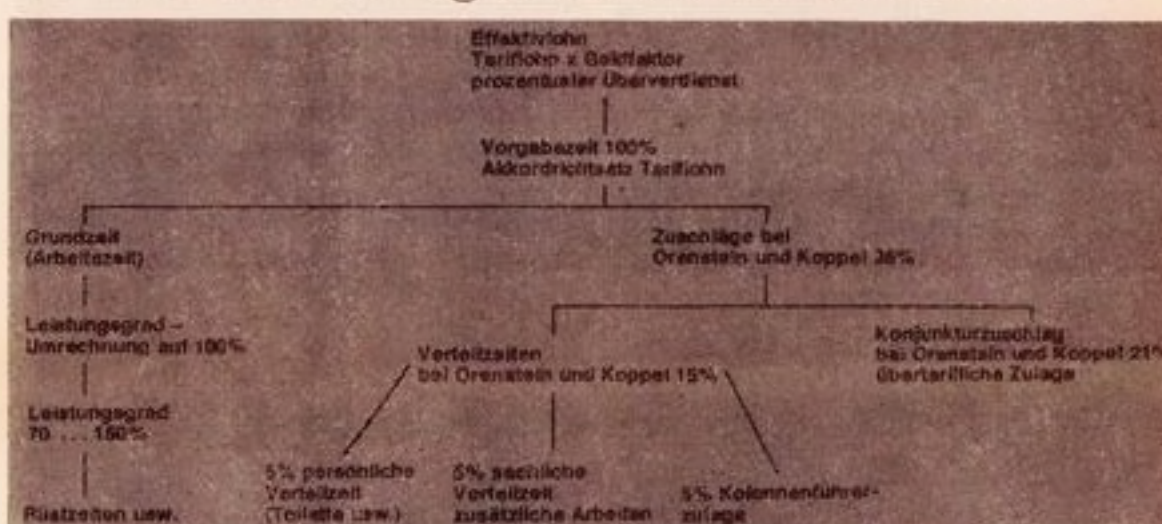 Effektivlohn
Tariflohn x Geldfaktor
prozentualer Überverdienst
Vorgabezeit 100%
Akkordrichtsatz Tariflohn
Grundzeit
(Arbeitszeit)
Zuschläge bei
Orenstein und Koppel 36%
Leistungsgrad –
Umrechnung auf 100%
Verteilzeiten
bei Orenstein und Koppel 15%
Konjunkturzuschlag
bei Orenstein und Koppel 21%
übertarifliche Zulage
Leistungsgrad
70 ... 150%
Rüstzeiten usw.
5% persönliche
Verteilzeit
(Toilette usw.)
5% sachliche
Verteilzeit
zusätzliche Arbeiten
5% Kolonnenführer-
zulage